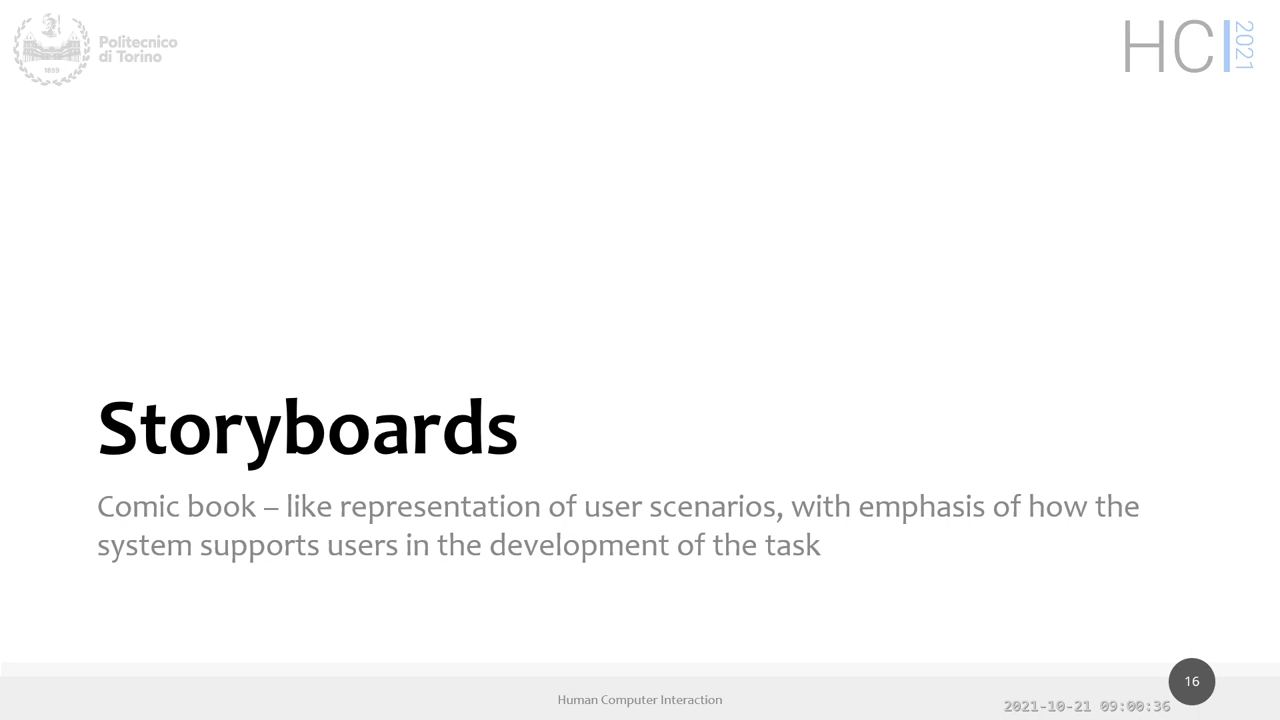 Politecnico
di Torino
1859
HCI 2021
Storyboards
Comic book – like representation of user scenarios, with emphasis of how the
system supports users in the development of the task
Human Computer Interaction
16
2021-10-21 09:00:36